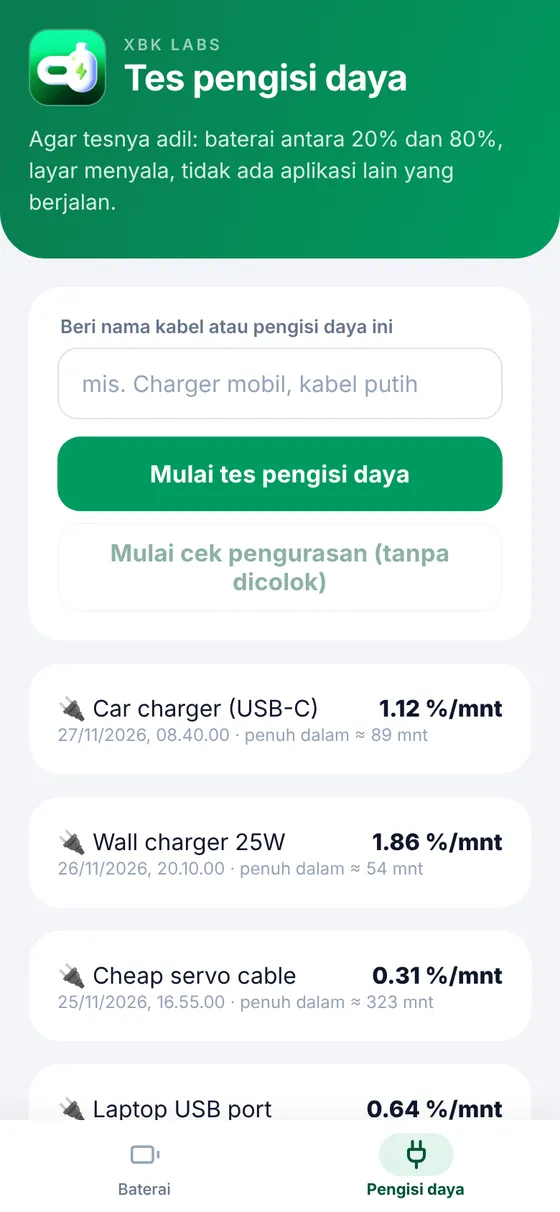 XBK LABS
Tes pengisi daya
Agar tesnya adil: baterai antara 20% dan 80%,
layar menyala, tidak ada aplikasi lain yang
berjalan.
Beri nama kabel atau pengisi daya ini
mis. Charger mobil, kabel putih
Mulai tes pengisi daya
Mulai cek pengurasan (tanpa
dicolok)
🔌 Car charger (USB-C) 1.12 %/mnt
27/11/2026, 08.40.00 · penuh dalam ≈ 89 mnt
🔌 Wall charger 25W 1.86 %/mnt
26/11/2026, 20.10.00 · penuh dalam ≈ 54 mnt
🔌 Cheap servo cable 0.31 %/mnt
25/11/2026, 16.55.00 · penuh dalam ≈ 323 mnt
🔌 Laptop USB port 0.64 %/mnt
Baterai Pengisi daya